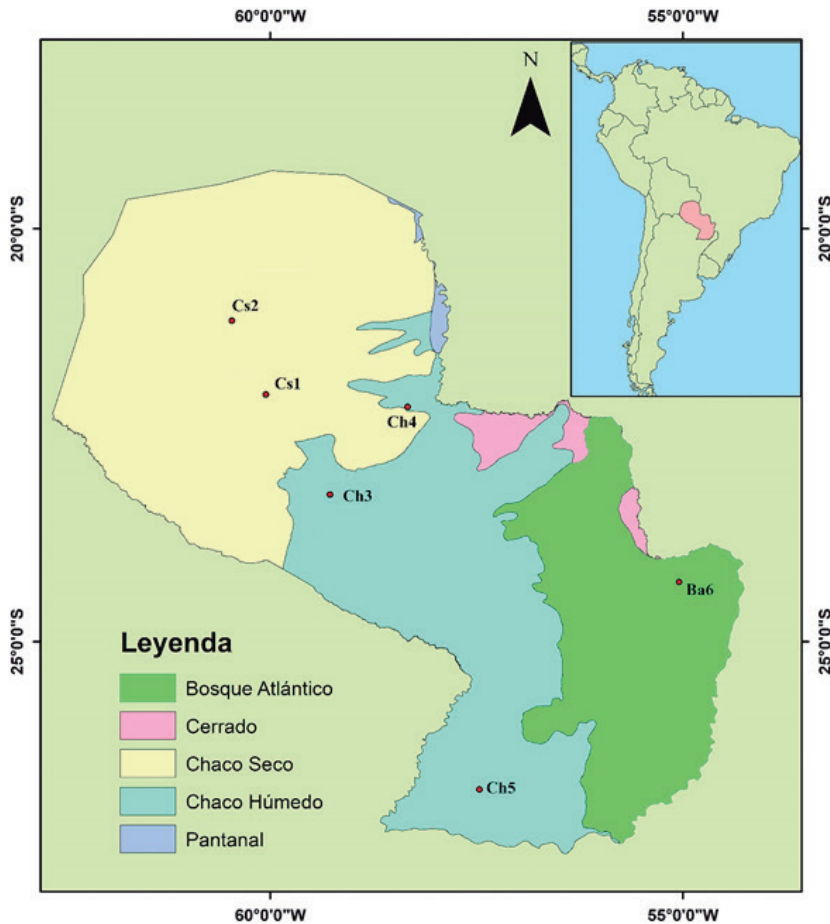 60°0'0"W
55°0'0"W
N
20°0'0"S
20°0'0"S
Cs2
Cs1
Ch4
Ch3
Ba6
25°0'0"S
25°0'0"S
Leyenda
Bosque Atlántico
Cerrado
Chaco Seco
Chaco Húmedo
Pantanal
Ch5
60°0'0"W
55°0'0"W